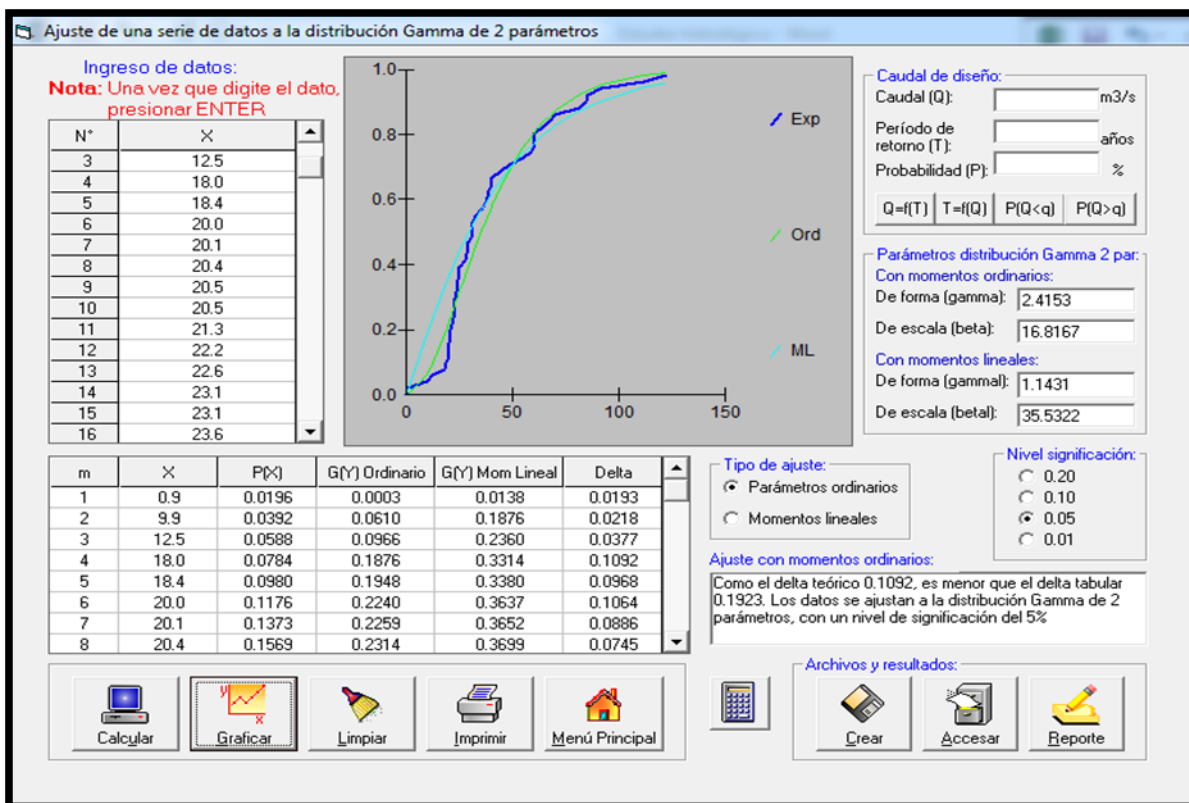 Ajuste de una serie de datos a la distribución Gamma de 2 parámetros
Ingreso de datos:
Nota: Una vez que digite el dato,
presionar ENTER
N° X
3 12.5
4 18.0
5 18.4
6 20.0
7 20.1
8 20.4
9 20.5
10 20.5
11 21.3
12 22.2
13 22.6
14 23.1
15 23.1
16 23.6
1.0
0.8
0.6
0.4
0.2
0.0
0 50 100 150
Exp
Ord
ML
Caudal de diseño:
Caudal (Q): m3/s
Período de
retorno (T): años
Probabilidad (P): %
Q=f(T) T=f(Q) P(Q<q) P(Q>q)
Parámetros distribución Gamma 2 par:
Con momentos ordinarios:
De forma (gamma): 2.4153
De escala (beta): 16.8167
Con momentos lineales:
De forma (gammal): 1.1431
De escala (betal): 35.5322
m X P(X) G(Y) Ordinario G(Y) Mom Lineal Delta
1 0.9 0.0196 0.0003 0.0138 0.0193
2 9.9 0.0392 0.0610 0.1876 0.0218
3 12.5 0.0588 0.0966 0.2360 0.0377
4 18.0 0.0784 0.1876 0.3314 0.1092
5 18.4 0.0980 0.1948 0.3380 0.0968
6 20.0 0.1176 0.2240 0.3637 0.1064
7 20.1 0.1373 0.2259 0.3652 0.0886
8 20.4 0.1569 0.2314 0.3699 0.0745
Tipo de ajuste:
Parámetros ordinarios
Momentos lineales
Nivel significación:
0.20
0.10
0.05
0.01
Ajuste con momentos ordinarios:
Como el delta teórico 0.1092, es menor que el delta tabular
0.1923. Los datos se ajustan a la distribución Gamma de 2
parámetros, con un nivel de significación del 5%
Calcular Graficar Limpiar Imprimir Menú Principal
Archivos y resultados:
Crear Accesar Reporte